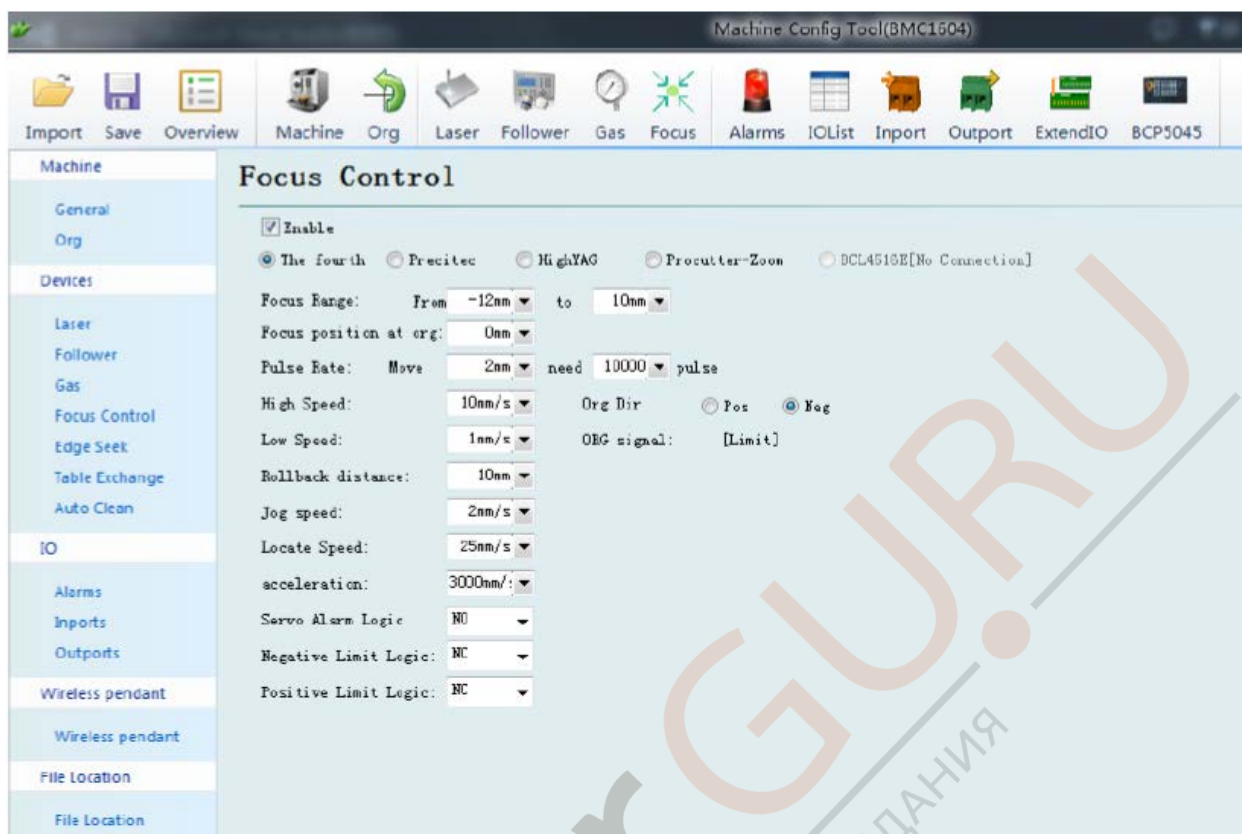 Machine Config Tool(BMC1604)
Import Save Overview Machine Org Laser Follower Gas Focus Alarms IOList Inport Outport ExtendIO BCP5045
Machine
General
Org
Devices
Laser
Follower
Gas
Focus Control
Edge Seek
Table Exchange
Auto Clean
IO
Alarms
Inports
Outports
Wireless pendant
Wireless pendant
File Location
File Location
Focus Control
Enable
The fourth Precitec HighYAG Procutter-Zoom BCL4516E[No Connection]
Focus Range: From -12mm to 10mm
Focus position at org: 0mm
Pulse Rate: Move 2mm need 10000 pulse
High Speed: 10mm/s Org Dir Pos Neg
Low Speed: 1mm/s ORG signal: [Limit]
Rollback distance: 10mm
Jog speed: 2mm/s
Locate Speed: 25mm/s
acceleration: 3000mm/
Servo Alarm Logic NO
Negative Limit Logic: NC
Positive Limit Logic: NC
GURU
ДАНИЯ